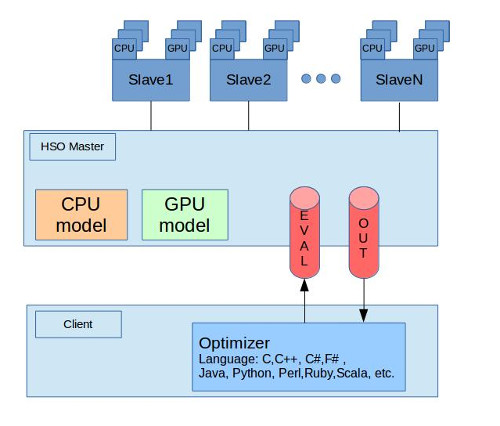 CPU GPU CPU GPU CPU GPU
Slave1 Slave2 SlaveN
HSO Master
CPU
model
GPU
model
EVAL
OUT
Client
Optimizer
Language: C,C++, C#,F# ,
Java, Python, Perl,Ruby,Scala, etc.